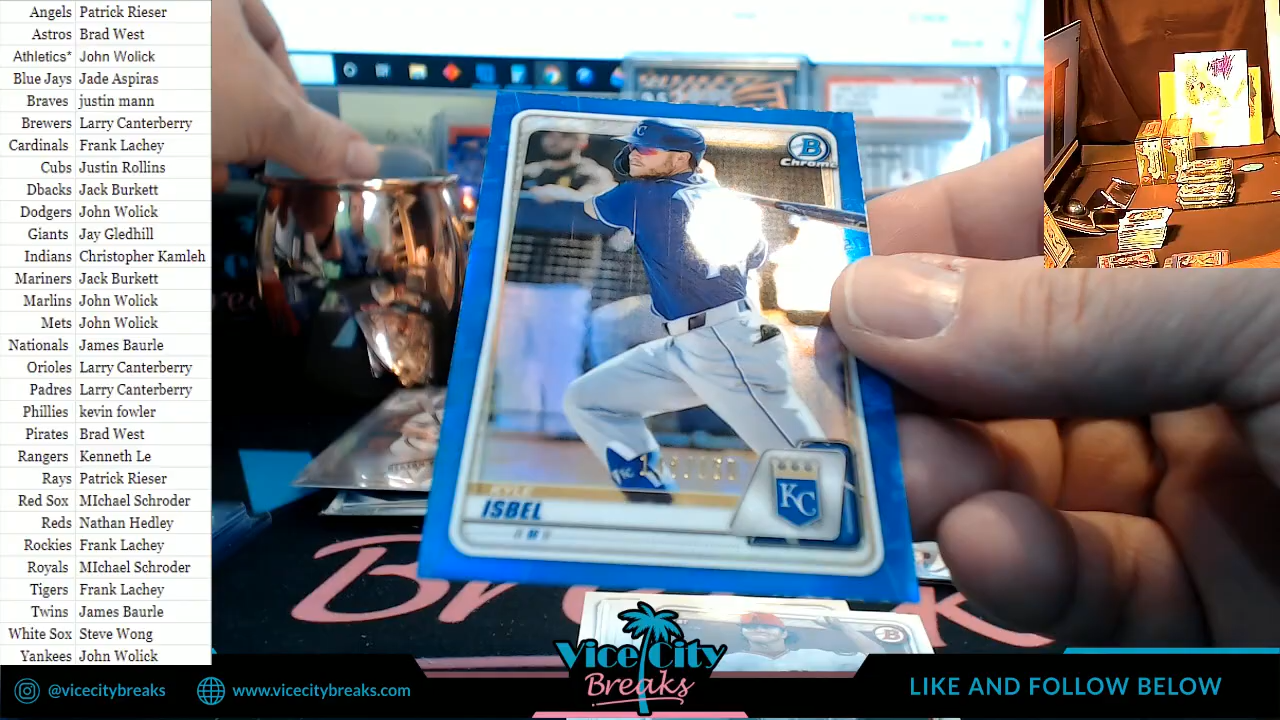 Angels Patrick Rieser
Astros Brad West
Athletics* John Wolick
Blue Jays Jade Aspiras
Braves justin mann
Brewers Larry Canterberry
Cardinals Frank Lachey
Cubs Justin Rollins
Dbacks Jack Burkett
Dodgers John Wolick
Giants Jay Gledhill
Indians Christopher Kamleh
Mariners Jack Burkett
Marlins John Wolick
Mets John Wolick
Nationals James Baurle
Orioles Larry Canterberry
Padres Larry Canterberry
Phillies kevin fowler
Pirates Brad West
Rangers Kenneth Le
Rays Patrick Rieser
Red Sox MIchael Schroder
Reds Nathan Hedley
Rockies Frank Lachey
Royals MIchael Schroder
Tigers Frank Lachey
Twins James Baurle
White Sox Steve Wong
Yankees John Wolick
B
Chrome
KC
ISBEL
KC
B
Vice City
Breaks
@vicecitybreaks
www.vicecitybreaks.com
LIKE AND FOLLOW BELOW